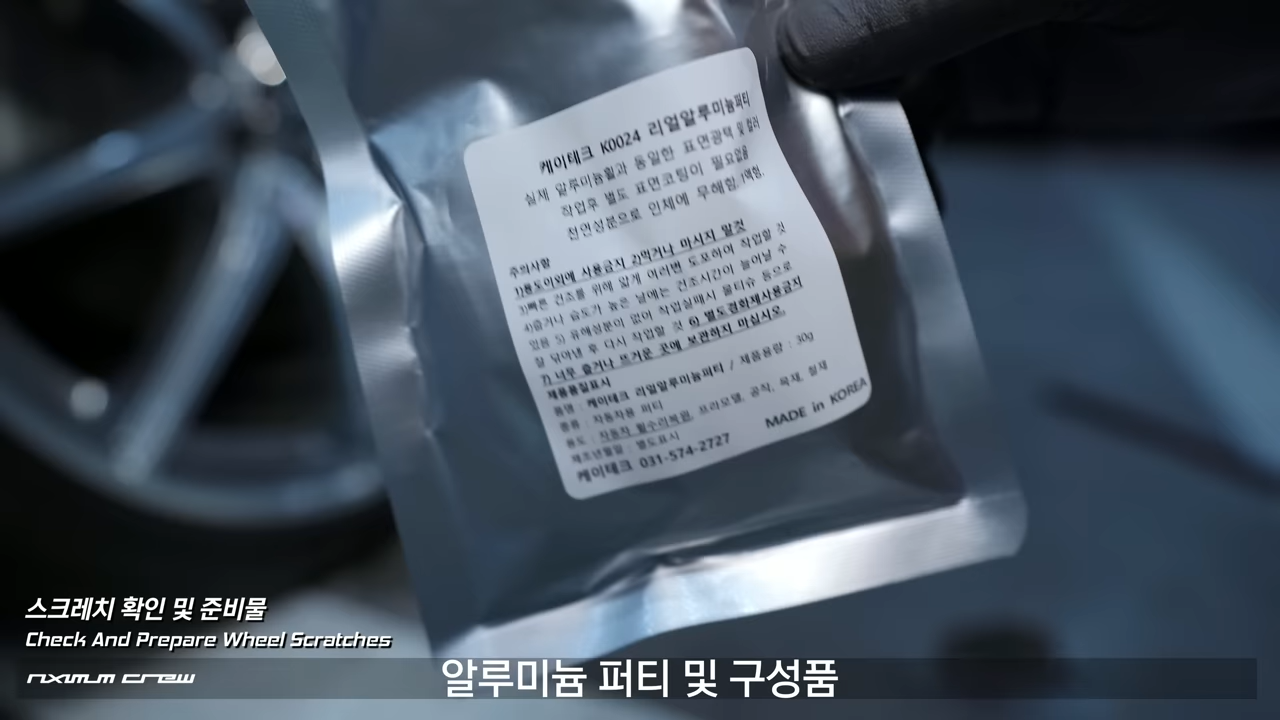 케이테크 K0024 리얼알루미늄퍼티
실제 알루미늄휠과 동일한 표면광택 및 컬러
작업후 별도 표면코팅이 필요없음
천연성분으로 인체에 무해함
주의사항
1)용도이외에 사용금지 2)먹거나 마시지 말것
3)빠른 건조를 위해 얇게 여러번 도포하여 작업할 것
4)춥거나 습도가 높은 날에는 건조시간이 늘어날 수
있음 5) 유해성분이 없어 작업실패시 물티슈 등으로
잘 닦아낸 후 다시 작업할 것 6) 별도경화제사용금지
7) 너무 춥거나 뜨거운 곳에 보관하지 마십시오.
제품품질표시
품명 : 케이테크 리얼알루미늄퍼티 / 제품용량 : 30g
종류 : 자동차용 퍼티
용도 : 자동차 휠수리복원, 프라모델, 공작, 목재, 철재
제조년월일 : 별도표시
케이테크 031-574-2727 MADE in KOREA
스크레치 확인 및 준비물
Check And Prepare Wheel Scratches
알루미늄 퍼티 및 구성품